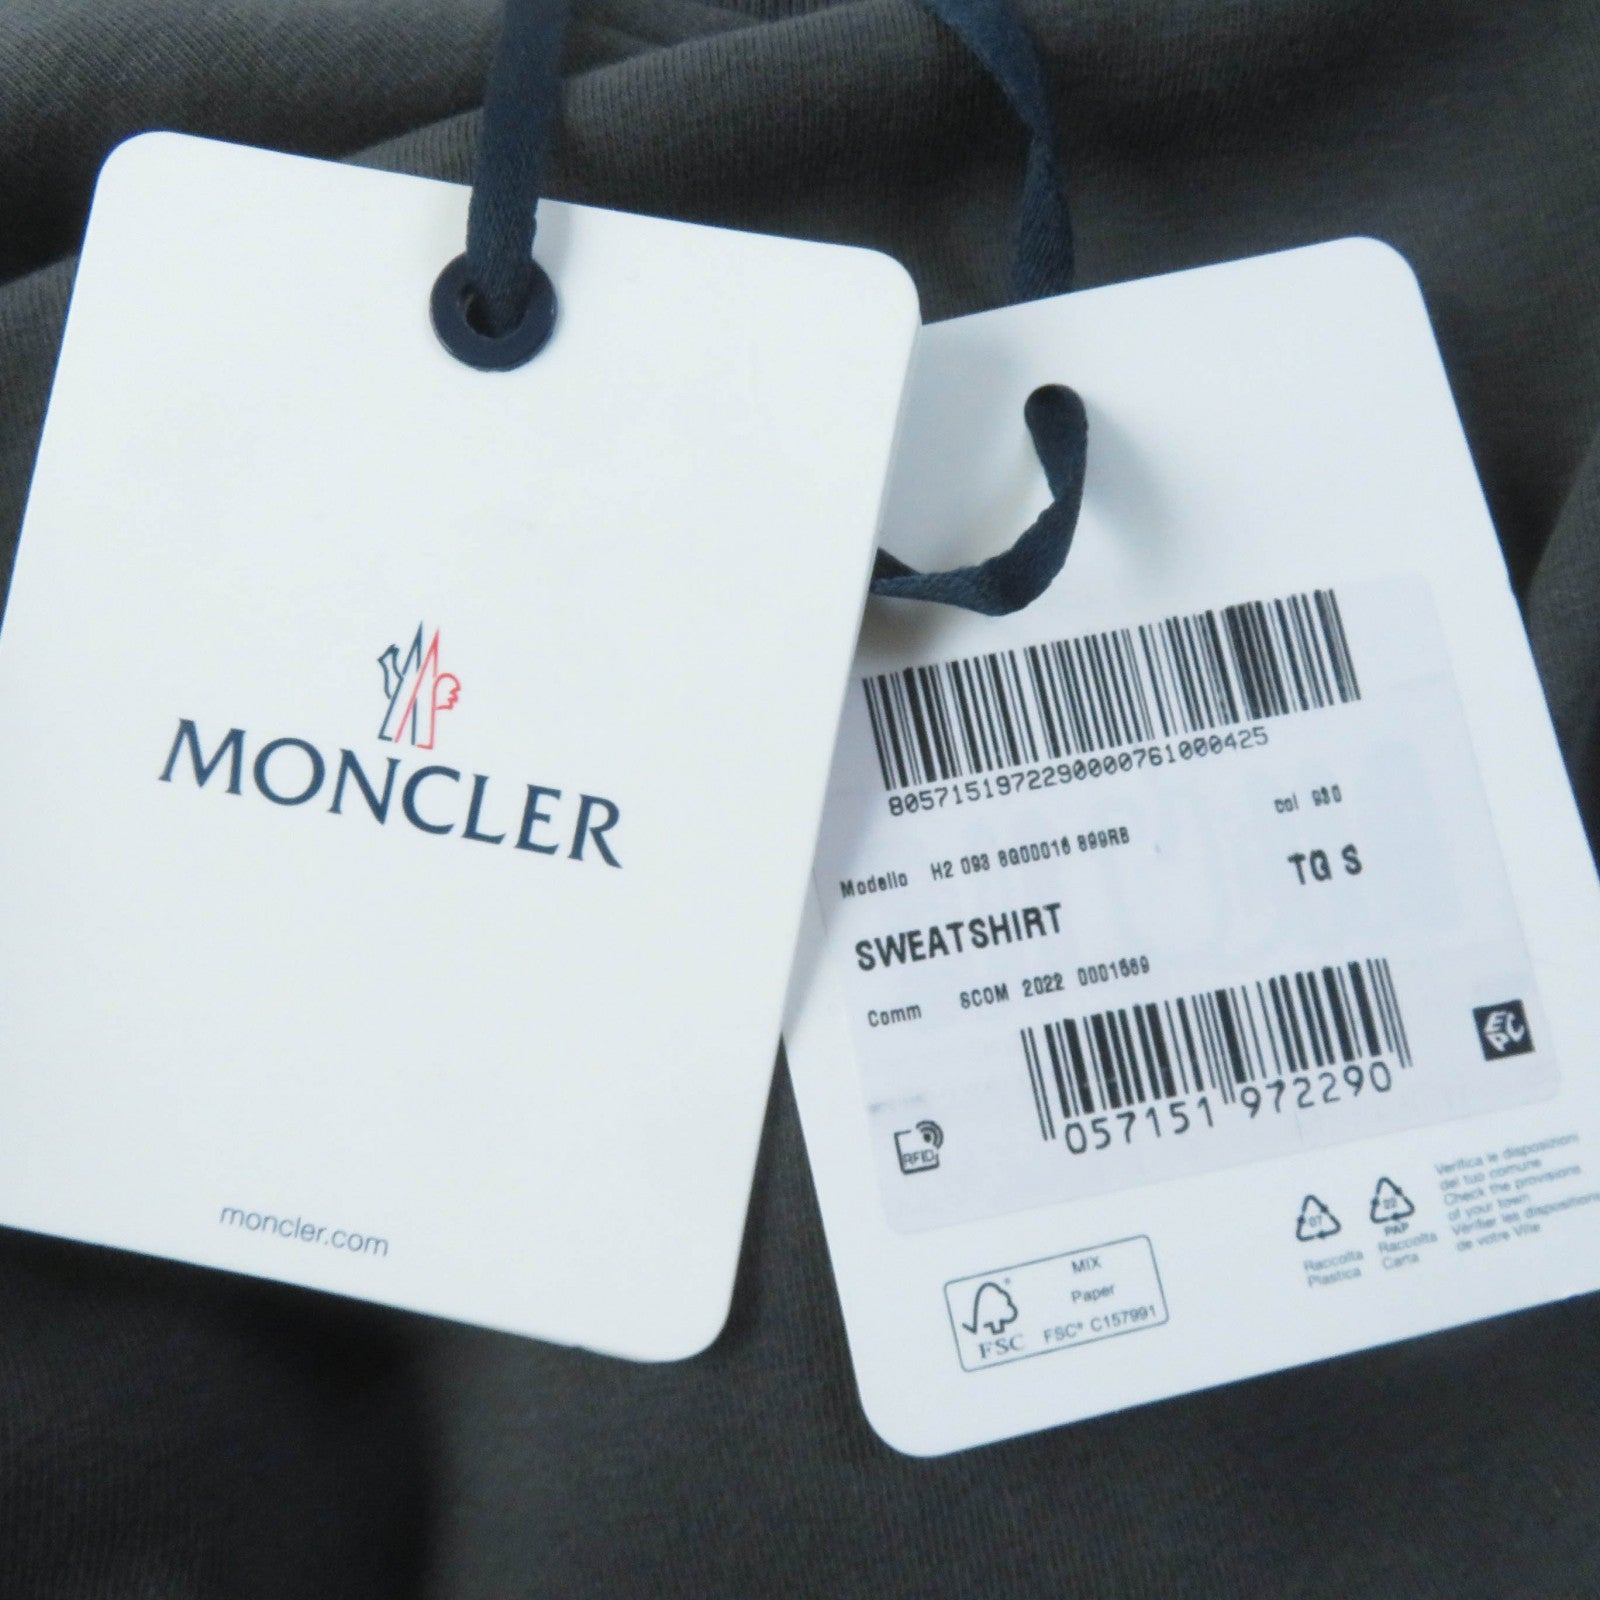 MONCLER
moncler.com
8057151972290000761000425
col 930
Modello H2 093 8G00016 899RB
TG S
SWEATSHIRT
Comm SCOM 2022 0001569
EPC
057151 972290
RFID
07
Raccolta
Plastica
22
PAP
Raccolta
Carta
Verifica le disposizioni
del tuo comune
Check the provisions
of your town
Vérifier les dispositions
de votre Ville
MIX
Paper
FSC
FSC® C157991